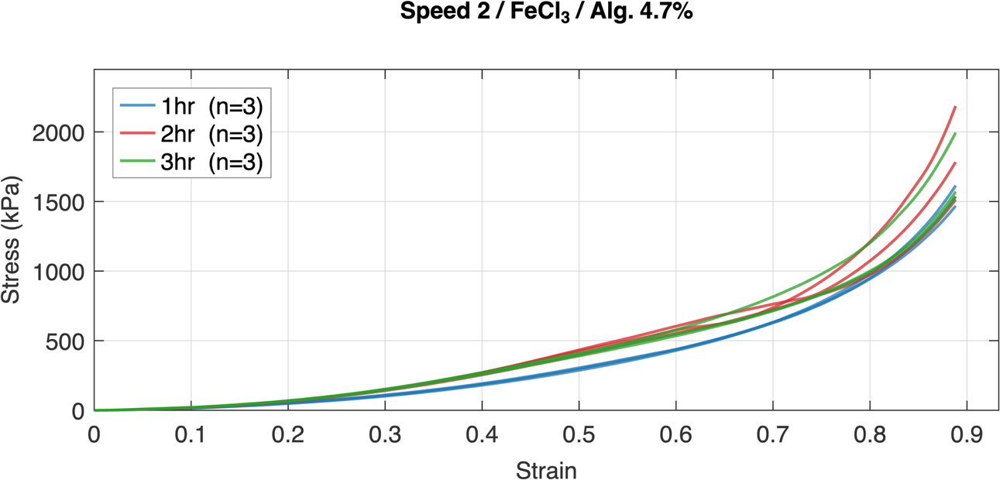 Speed 2 / FeCl₃ / Alg. 4.7%
1hr (n=3)
2hr (n=3)
3hr (n=3)
Stress (kPa)
2000
1500
1000
500
0
0 0.1 0.2 0.3 0.4 0.5 0.6 0.7 0.8 0.9
Strain